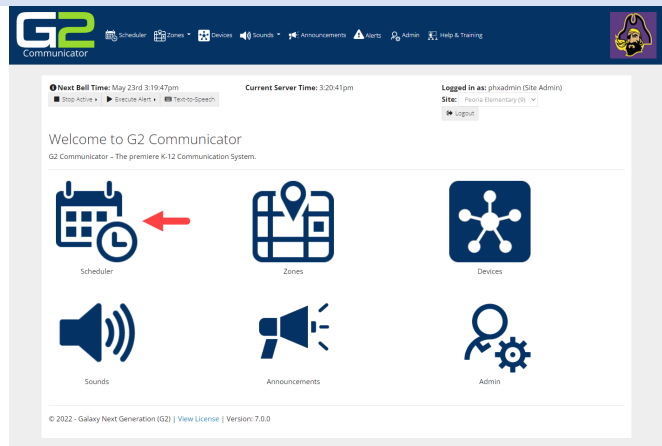 G2
Communicator
Scheduler Zones Devices Sounds Announcements Alerts Admin Help & Training
Next Bell Time: May 23rd 3:19:47pm Current Server Time: 3:20:41pm Logged in as: phxadmin (Site Admin)
Stop Active Execute Alert Text-to-Speech Site: Peoria Elementary (9)
Logout
Welcome to G2 Communicator
G2 Communicator – The premiere K-12 Communication System.
Scheduler Zones Devices
Sounds Announcements Admin
© 2022 - Galaxy Next Generation (G2) | View License | Version: 7.0.0